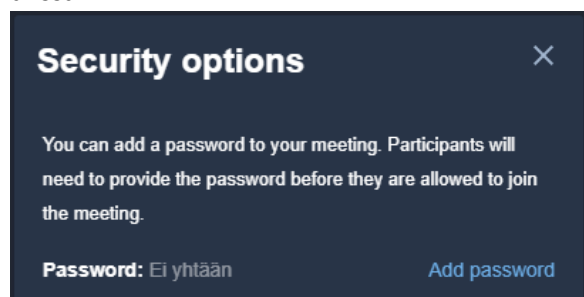 Security options
You can add a password to your meeting. Participants will
need to provide the password before they are allowed to join
the meeting.
Password: Ei yhtään Add password